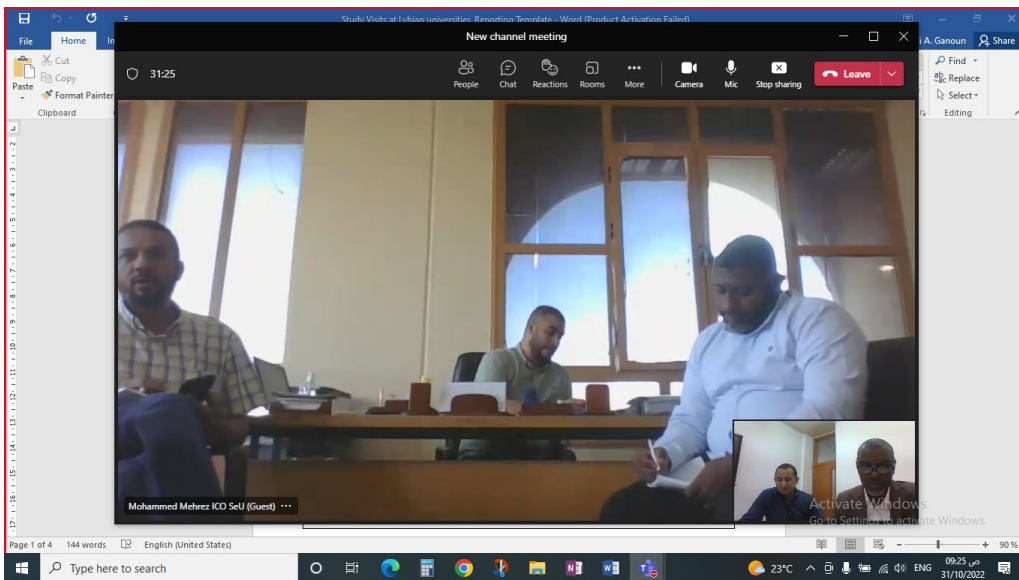 Study Visits at Lybian universities_Reporting Template - Word (Product Activation Failed)
File Home In
i A. Ganoun Share
New channel meeting
31:25
People Chat Reactions Rooms More Camera Mic Stop sharing Leave
Paste
Cut
Copy
Format Painter
Clipboard
Find
Replace
Select
Editing
Mohammed Mehrez ICO SeU (Guest)
Activate Windows
Go to Settings to activate Windows.
Page 1 of 4 144 words English (United States)
90 %
Type here to search
23°C ENG
09:25 ص
31/10/2022